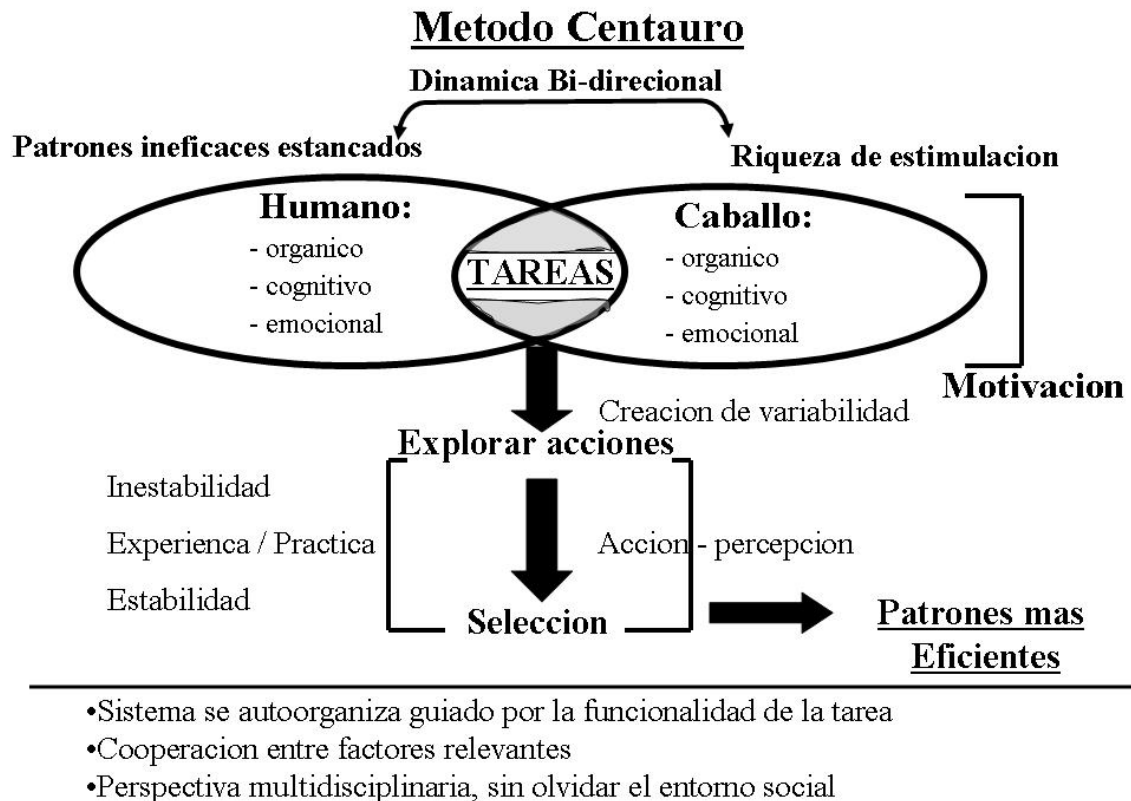 Metodo Centauro
Dinamica Bi-direcional
Patrones ineficaces estancados
Riqueza de estimulacion
Humano:
- organico
- cognitivo
- emocional
TAREAS
Caballo:
- organico
- cognitivo
- emocional
Motivacion
Creacion de variabilidad
Explorar acciones
Inestabilidad
Experienca / Practica
Estabilidad
Accion - percepcion
Seleccion
Patrones mas
Eficientes
•Sistema se autoorganiza guiado por la funcionalidad de la tarea
•Cooperacion entre factores relevantes
•Perspectiva multidisciplinaria, sin olvidar el entorno social